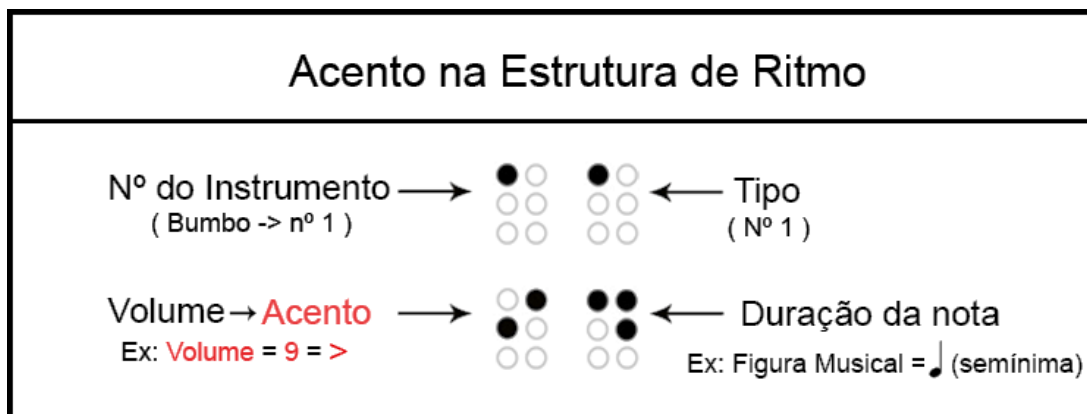 Acento na Estrutura de Ritmo
Nº do Instrumento
( Bumbo -> nº 1 )
Tipo
( Nº 1 )
Volume → Acento
Ex: Volume = 9 = >
Duração da nota
Ex: Figura Musical = ♩ (semínima)